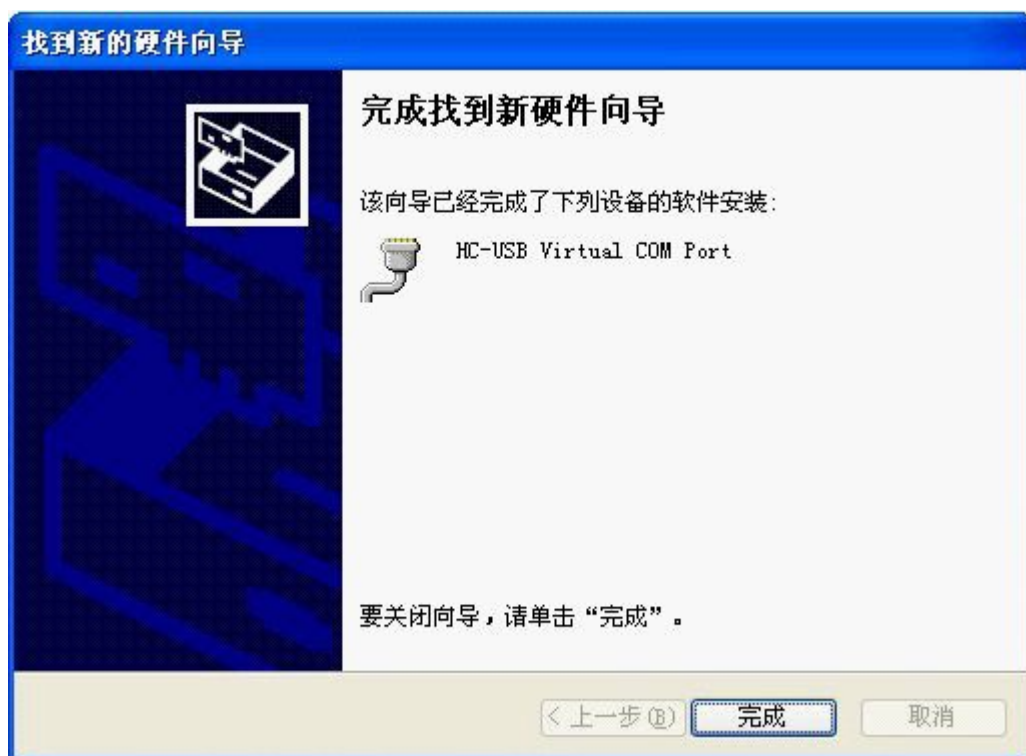 找到新的硬件向导
完成找到新硬件向导
该向导已经完成了下列设备的软件安装:
HC-USB Virtual COM Port
要关闭向导，请单击“完成”。
< 上一步(B)
完成
取消